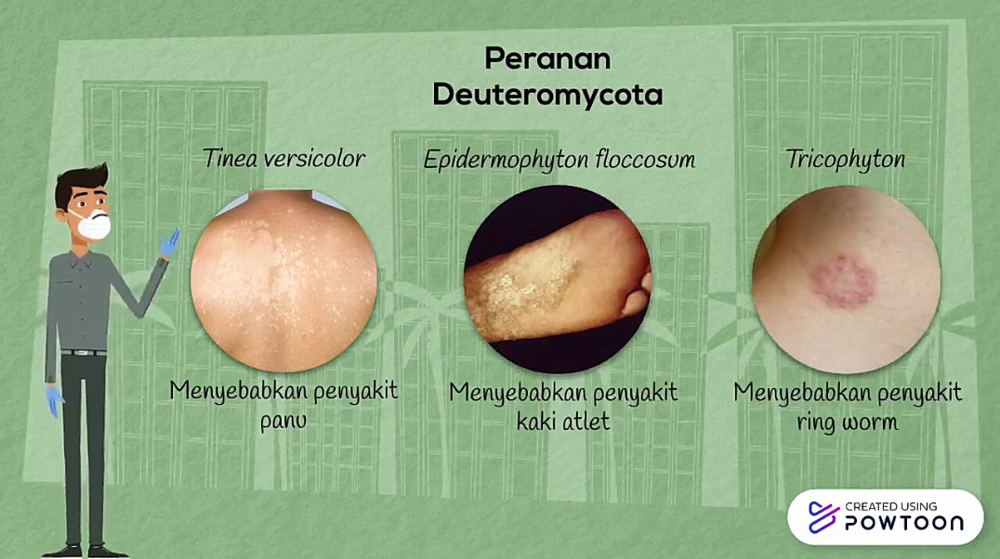 Peranan
Deuteromycota
Tinea versicolor
Epidermophyton floccosum
Tricophyton
Menyebabkan penyakit
panu
Menyebabkan penyakit
kaki atlet
Menyebabkan penyakit
ring worm
CREATED USING
POWTOON